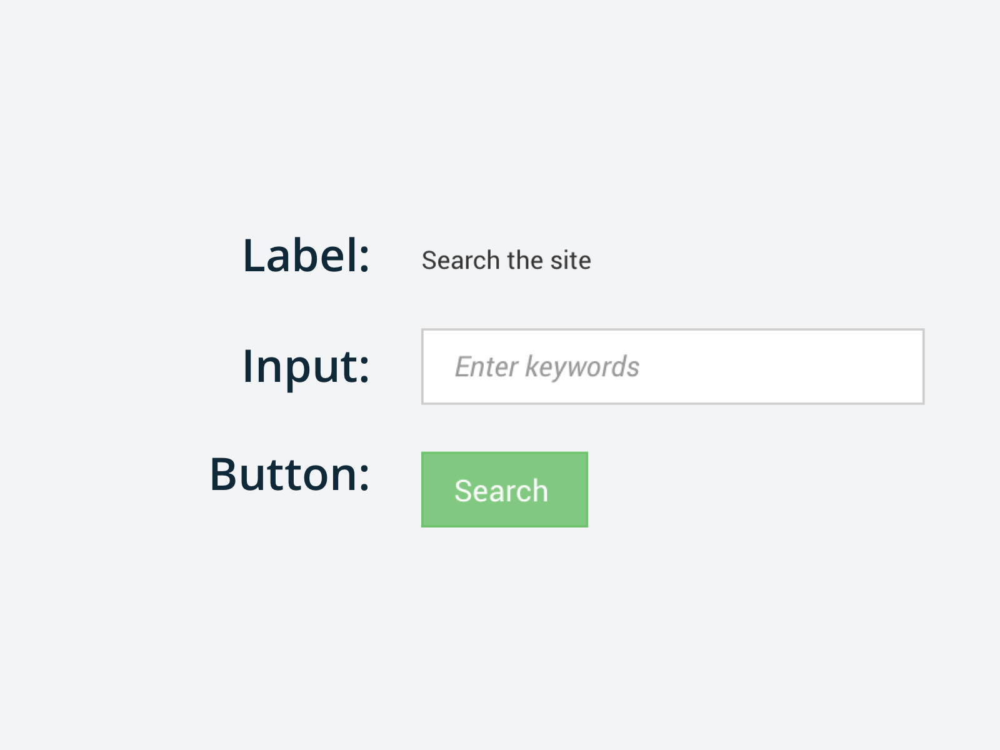 Label: Search the site
Input: Enter keywords
Button: Search